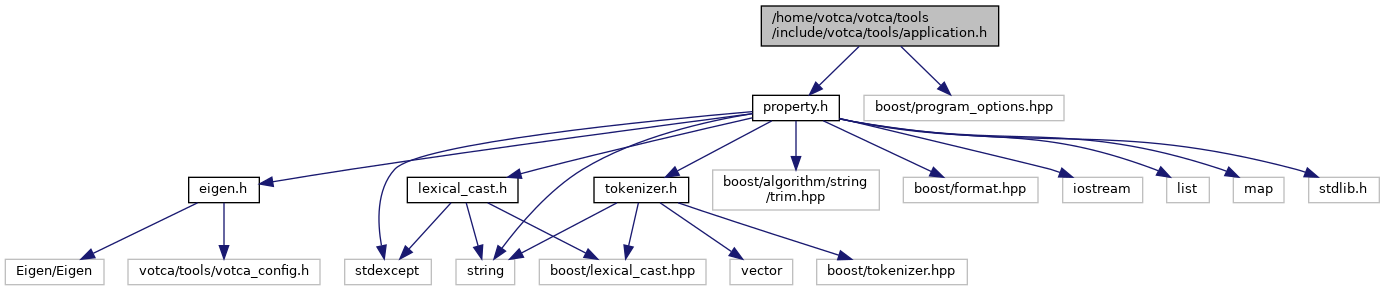 /home/votca/votca/tools
/include/votca/tools/application.h
property.h
boost/program_options.hpp
eigen.h
lexical_cast.h
tokenizer.h
boost/algorithm/string
/trim.hpp
boost/format.hpp
iostream
list
map
stdlib.h
Eigen/Eigen
votca/tools/votca_config.h
stdexcept
string
boost/lexical_cast.hpp
vector
boost/tokenizer.hpp